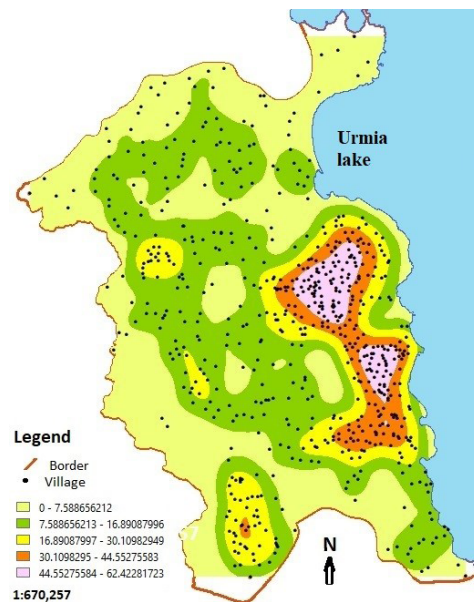 Urmia
lake
Legend
Border
Village
0 - 7.588656212
7.588656213 - 16.89087996
16.89087997 - 30.10982949
30.1098295 - 44.55275583
44.55275584 - 62.42281723
1:670,257
N